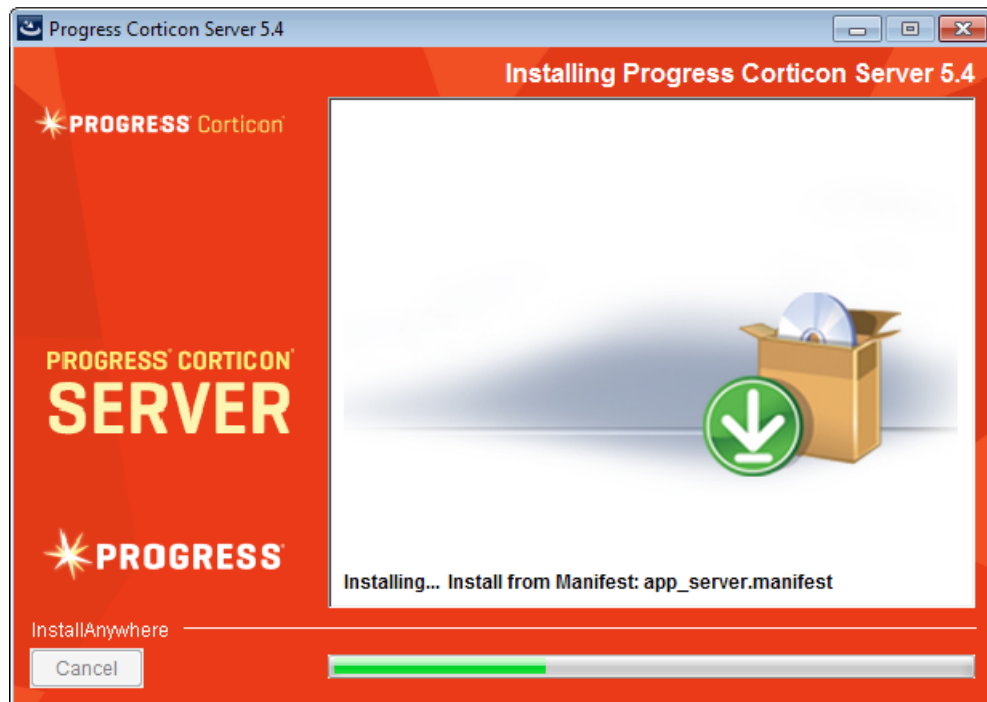 Progress Corticon Server 5.4
Installing Progress Corticon Server 5.4
PROGRESS Corticon
PROGRESS CORTICON
SERVER
PROGRESS
Installing... Install from Manifest: app_server.manifest
InstallAnywhere
Cancel